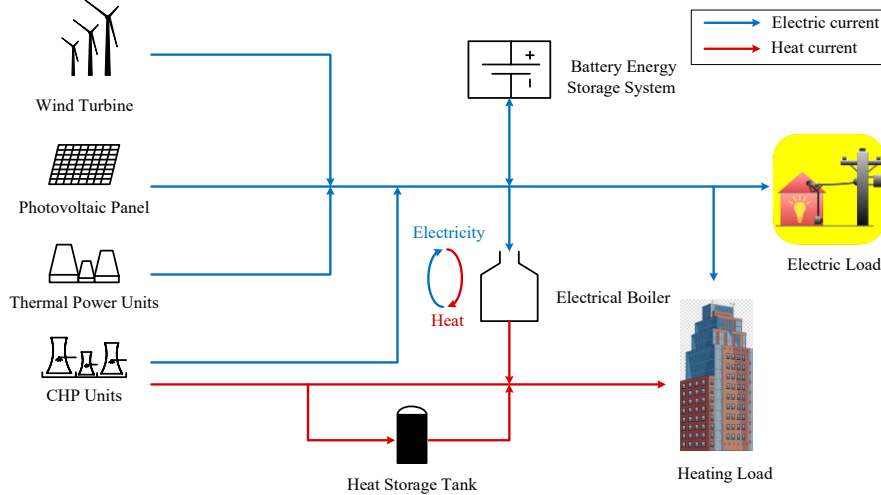 Electric current
Heat current
Wind Turbine
Battery Energy
Storage System
Photovoltaic Panel
Electricity
Heat
Electric Load
Thermal Power Units
Electrical Boiler
CHP Units
Heat Storage Tank
Heating Load